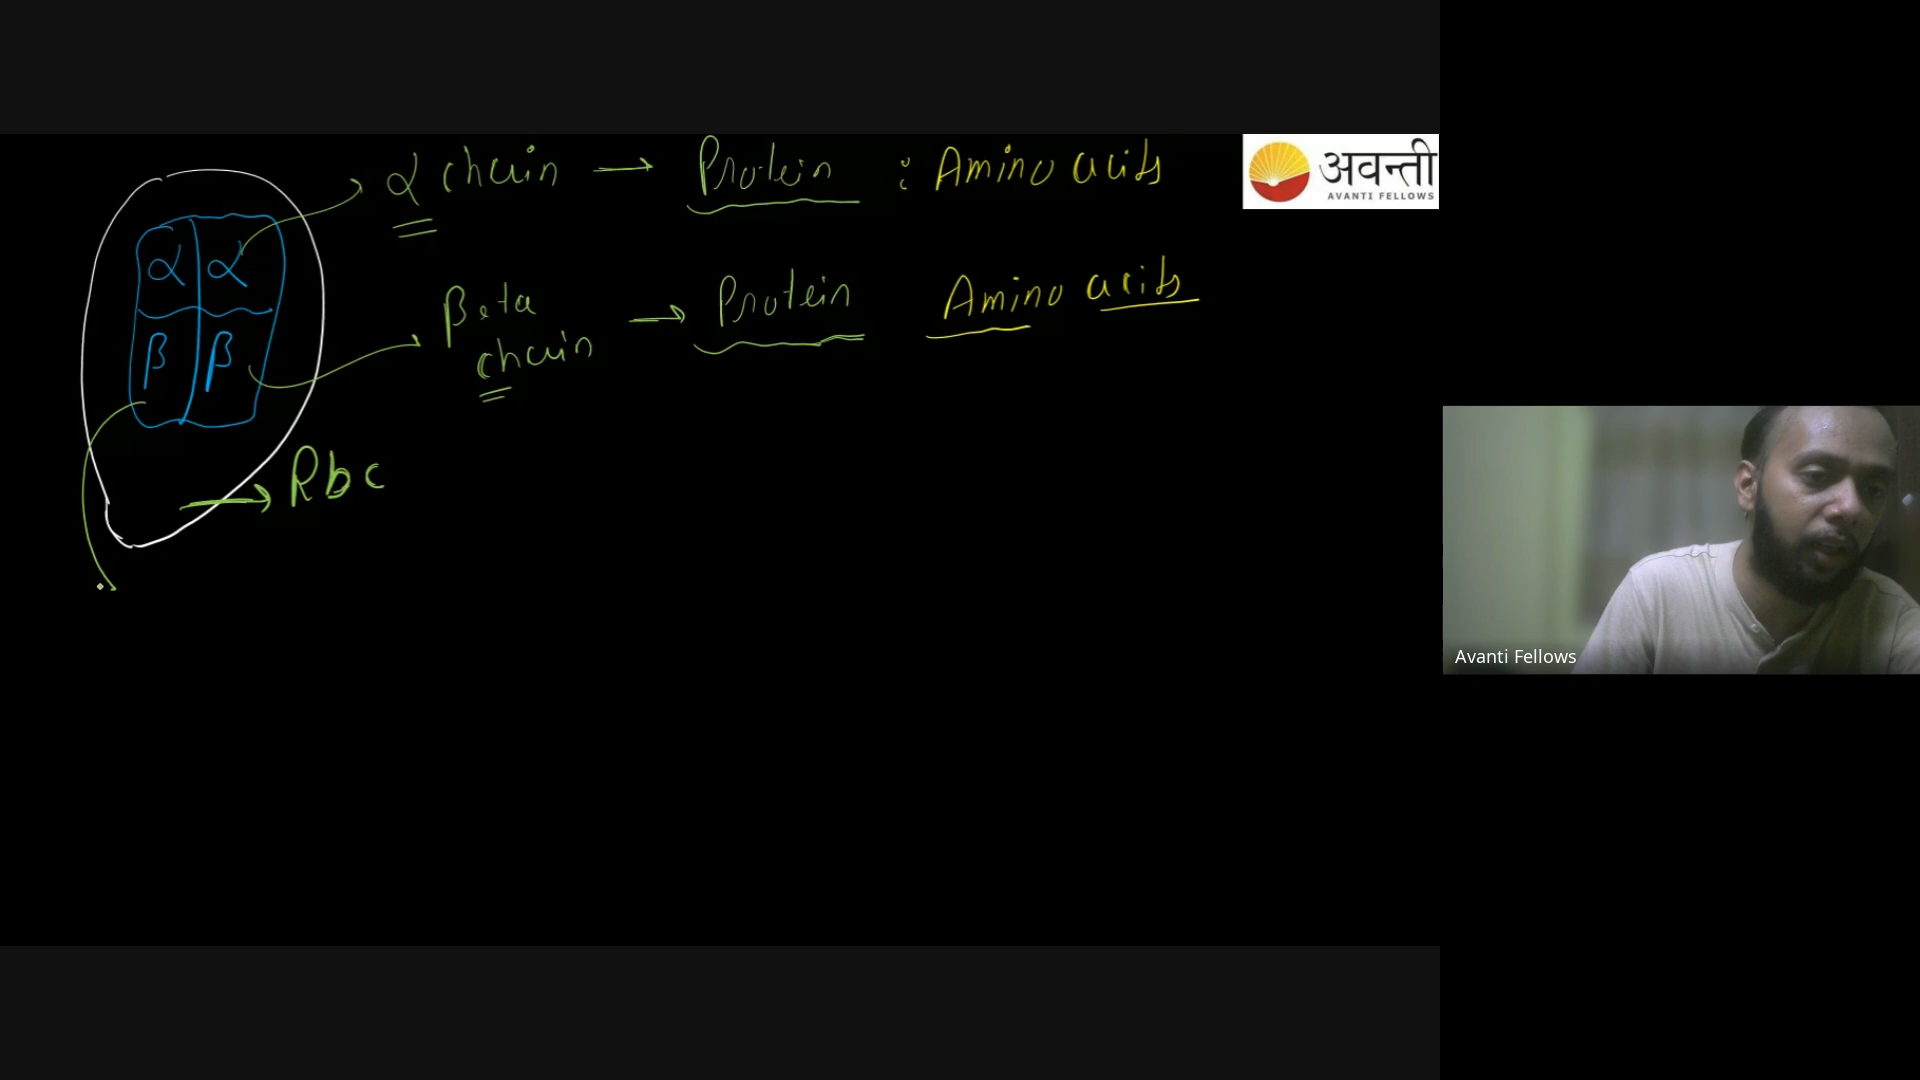 α chain → Protein : Amino acids
अवन्ती
AVANTI FELLOWS
α α
Beta chain → Protein Amino acids
β β
Rbc
Avanti Fellows